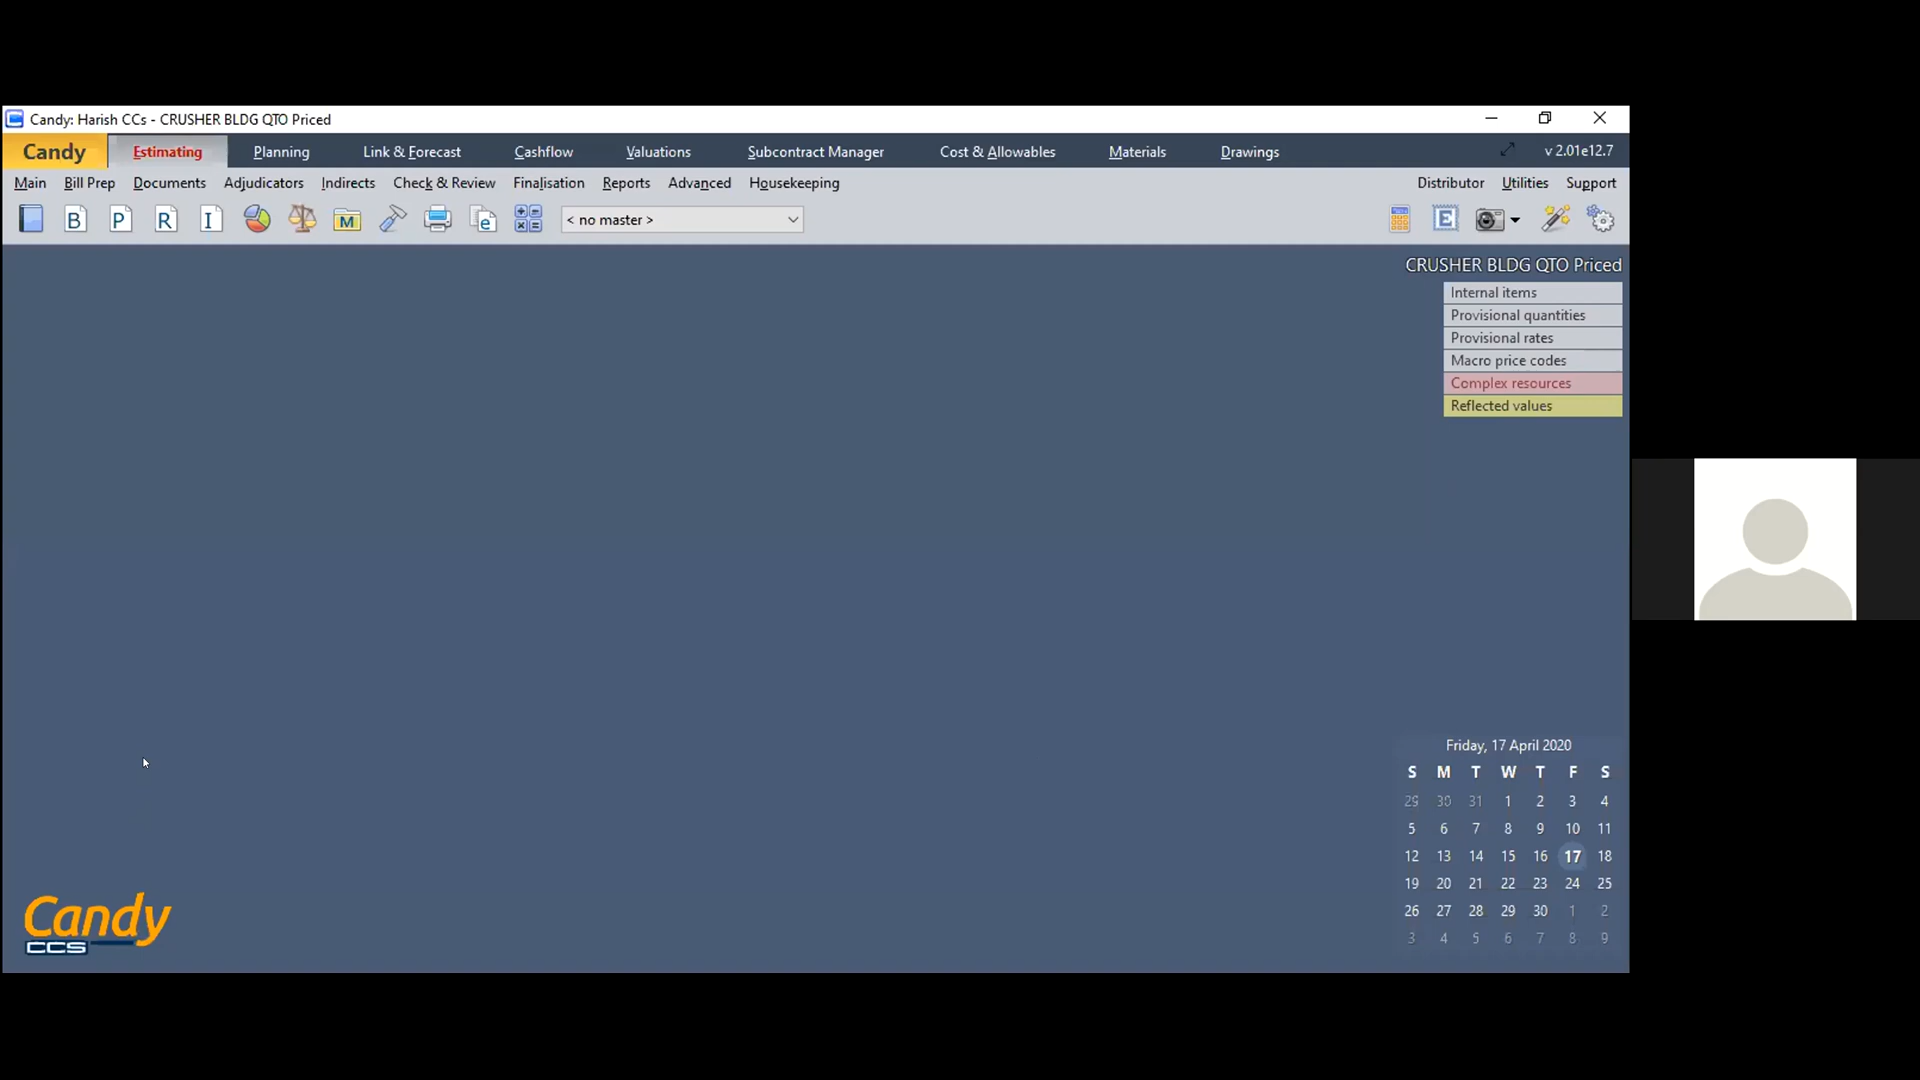 Candy: Harish CCs - CRUSHER BLDG QTO Priced
Candy Estimating Planning Link & Forecast Cashflow Valuations Subcontract Manager Cost & Allowables Materials Drawings v 2.01e12.7
Main Bill Prep Documents Adjudicators Indirects Check & Review Finalisation Reports Advanced Housekeeping Distributor Utilities Support
B P R I M e < no master > E
CRUSHER BLDG QTO Priced
Internal items
Provisional quantities
Provisional rates
Macro price codes
Complex resources
Reflected values
Friday, 17 April 2020
S M T W T F S
29 30 31 1 2 3 4
5 6 7 8 9 10 11
12 13 14 15 16 17 18
19 20 21 22 23 24 25
26 27 28 29 30 1 2
3 4 5 6 7 8 9
Candy
CCS